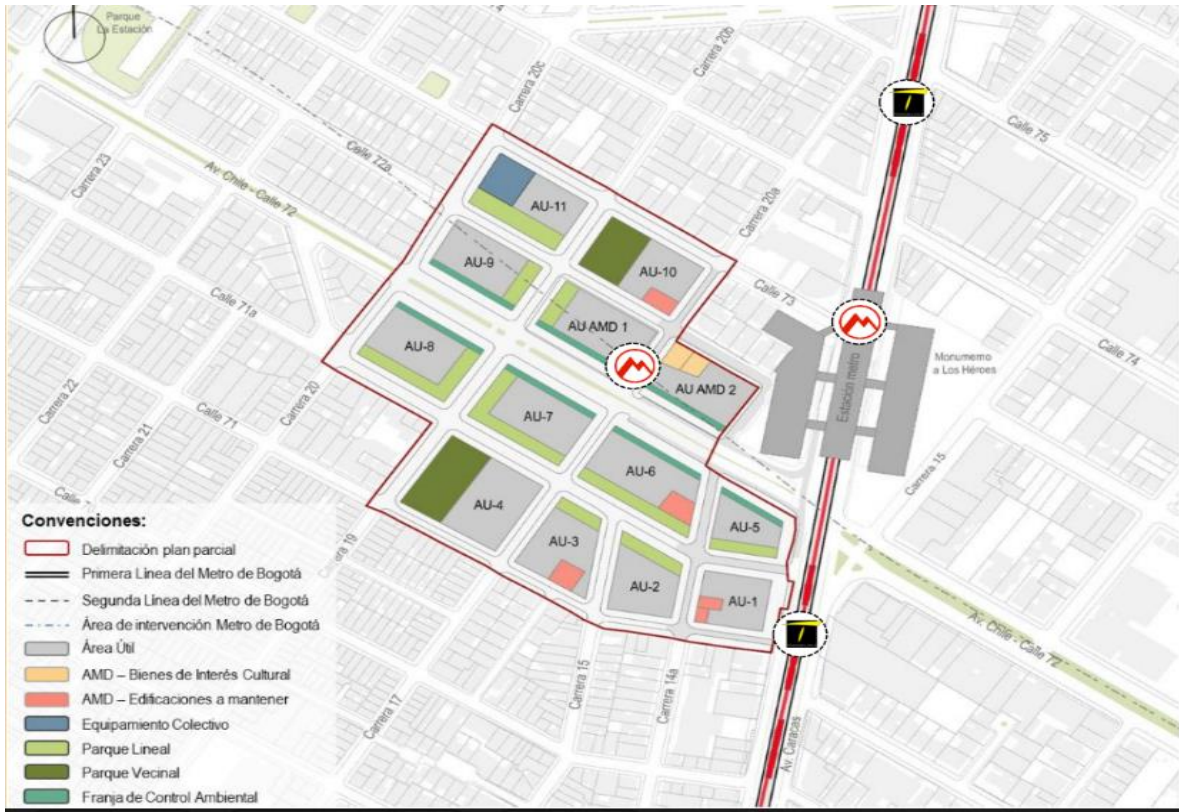 Parque
La Estación
Carrera 20c
Carrera 20b
Calle 75
Carrera 23
Calle 72a
Av. Chile - Calle 72
Carrera 20a
AU-11
AU-10
AU-9
Calle 73
Calle 74
Calle 71a
AU AMD 1
AU-8
AU AMD 2
Monumemo
a Los Héroes
Estación metro
Carrera 22
Carrera 20
AU-7
Calle 71
Carrera 21
AU-6
Carrera 15
AU-4
AU-5
AU-3
Carrera 19
AU-2
AU-1
Av. Chile - Calle 72
Carrera 15
Carrera 14a
Carrera 17
Av. Caracas
Convenciones:
Delimitación plan parcial
Primera Línea del Metro de Bogotá
Segunda Línea del Metro de Bogotá
Área de intervención Metro de Bogotá
Área Útil
AMD – Bienes de Interés Cultural
AMD – Edificaciones a mantener
Equipamiento Colectivo
Parque Lineal
Parque Vecinal
Franja de Control Ambiental